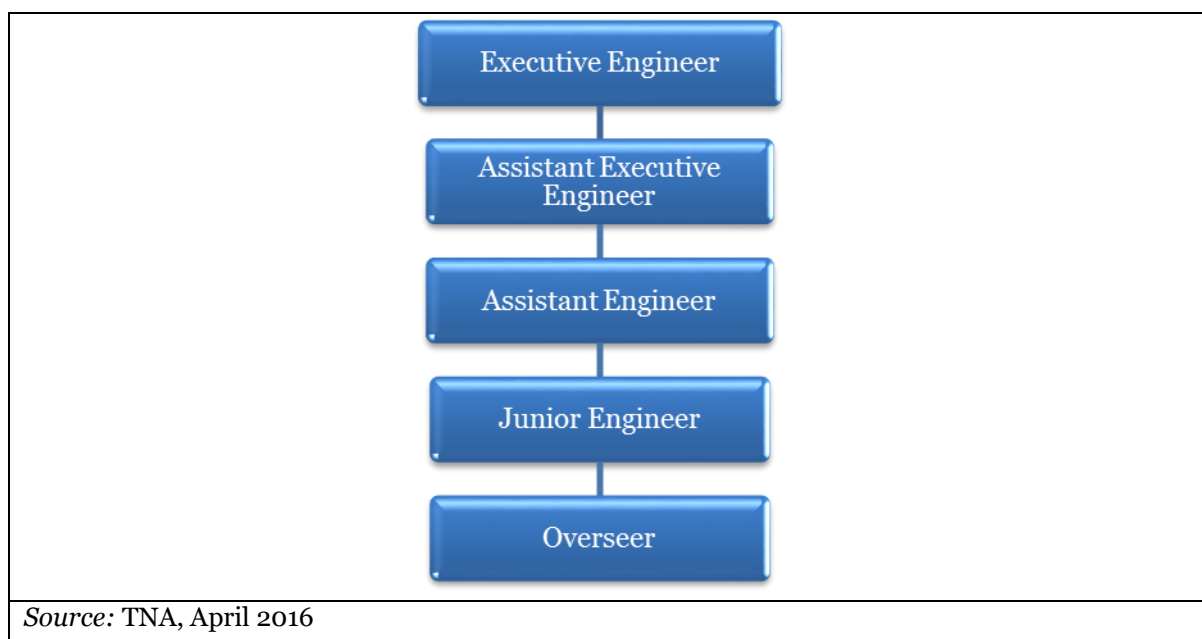 Executive Engineer
Assistant Executive
Engineer
Assistant Engineer
Junior Engineer
Overseer
Source: TNA, April 2016